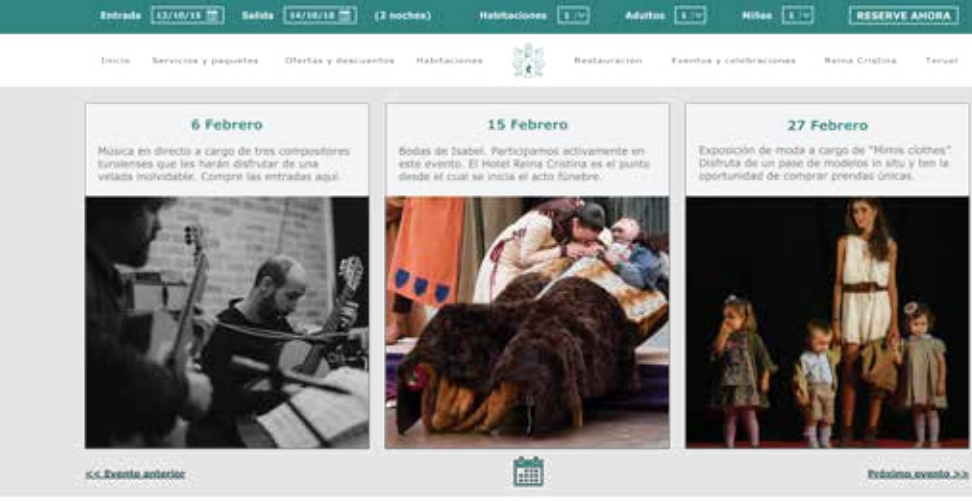 Entrada 12/10/18 Salida 14/10/18 (2 noches) Habitaciones 1 Adultos 1 Niños 1 RESERVE AHORA
Inicio Servicios y paquetes Ofertas y descuentos Habitaciones Restauración Eventos y celebraciones Reina Cristina Teruel
6 Febrero
Música en directo a cargo de tres compositores
turolenses que les harán disfrutar de una
velada inolvidable. Compre las entradas aquí.
15 Febrero
Bodas de Isabel. Participamos activamente en
este evento. El Hotel Reina Cristina es el punto
desde el cual se inicia el acto fúnebre.
27 Febrero
Exposición de moda a cargo de "Mimis clothes".
Disfruta de un pase de modelos in situ y ten la
oportunidad de comprar prendas únicas.
<< Evento anterior
Próximo evento >>